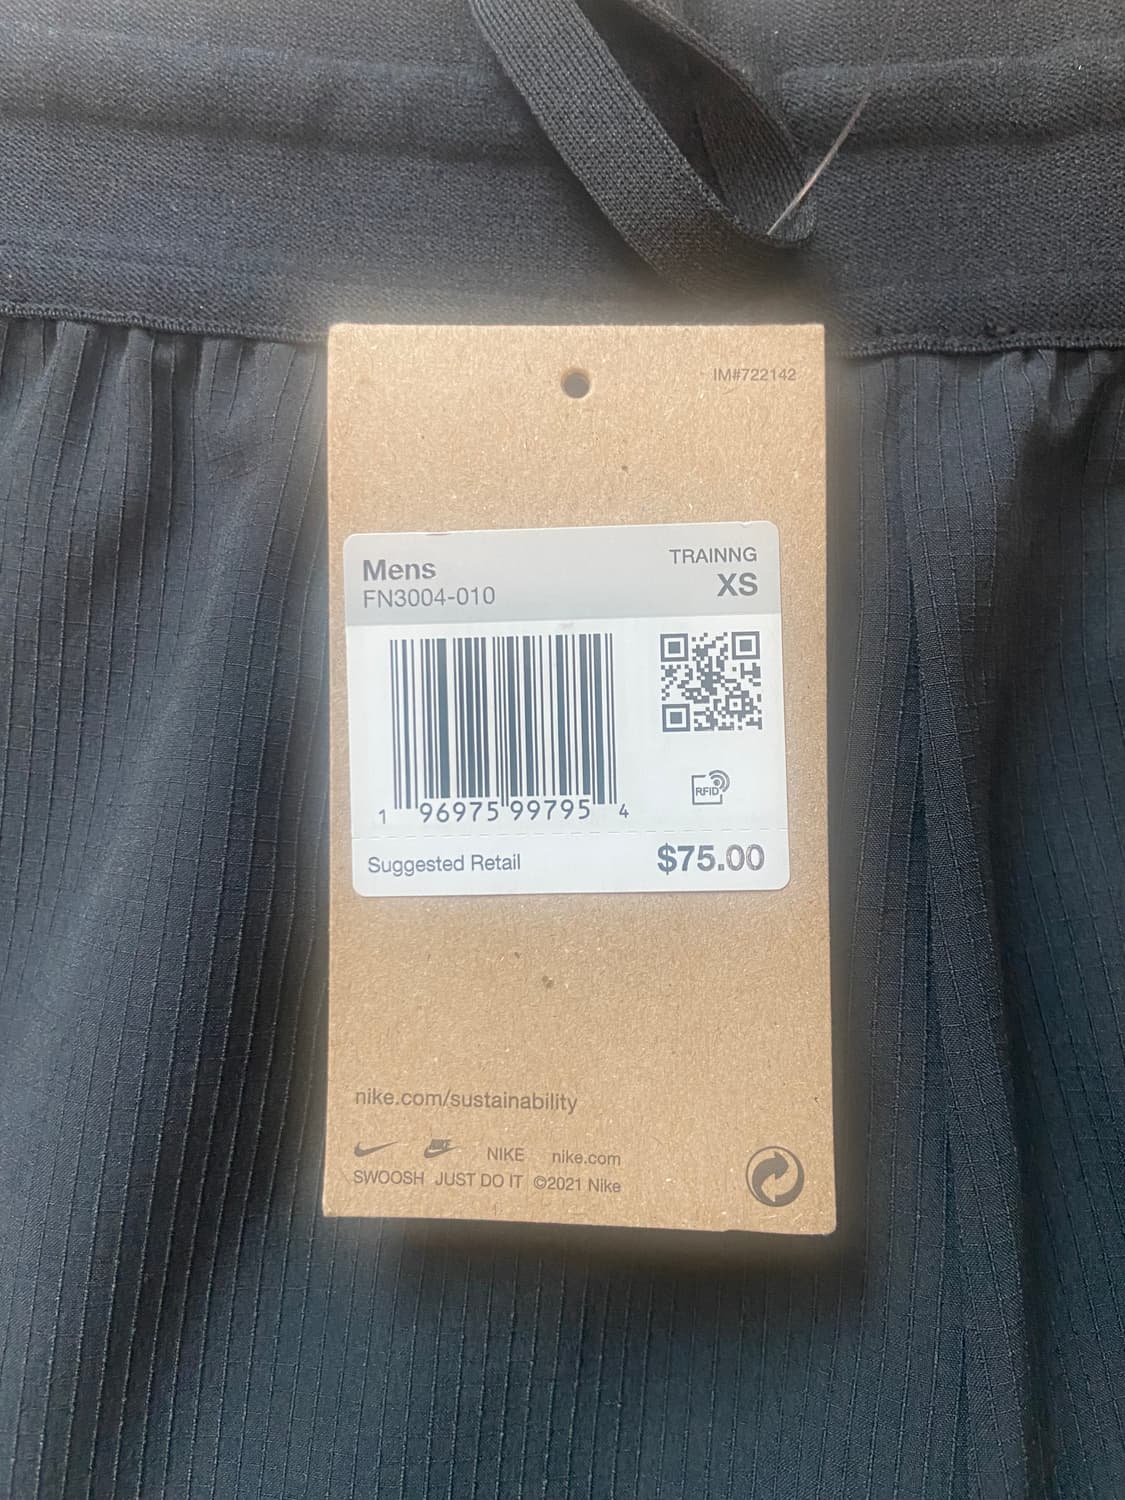 IM#722142
Mens
TRAINNG
FN3004-010
XS
RFID
1 96975 99795 4
Suggested Retail
$75.00
nike.com/sustainability
NIKE NIKE nike.com
SWOOSH JUST DO IT ©2021 Nike